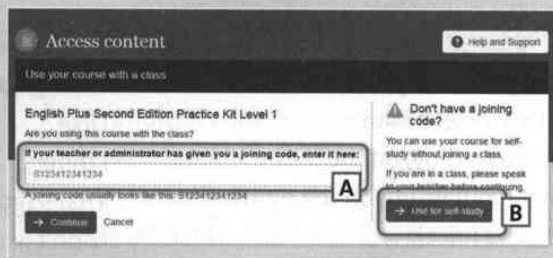 Access content
Help and Support
Use your course with a class
English Plus Second Edition Practice Kit Level 1
Are you using this course with the class?
If your teacher or administrator has given you a joining code, enter it here:
S123412341234
A
A joining code usually looks like this: S123412341234
→ Continue Cancel
Don't have a joining
code?
You can use your course for self-
study without joining a class.
If you are in a class, please speak
to your teacher before continuing.
→ Use for self-study
B